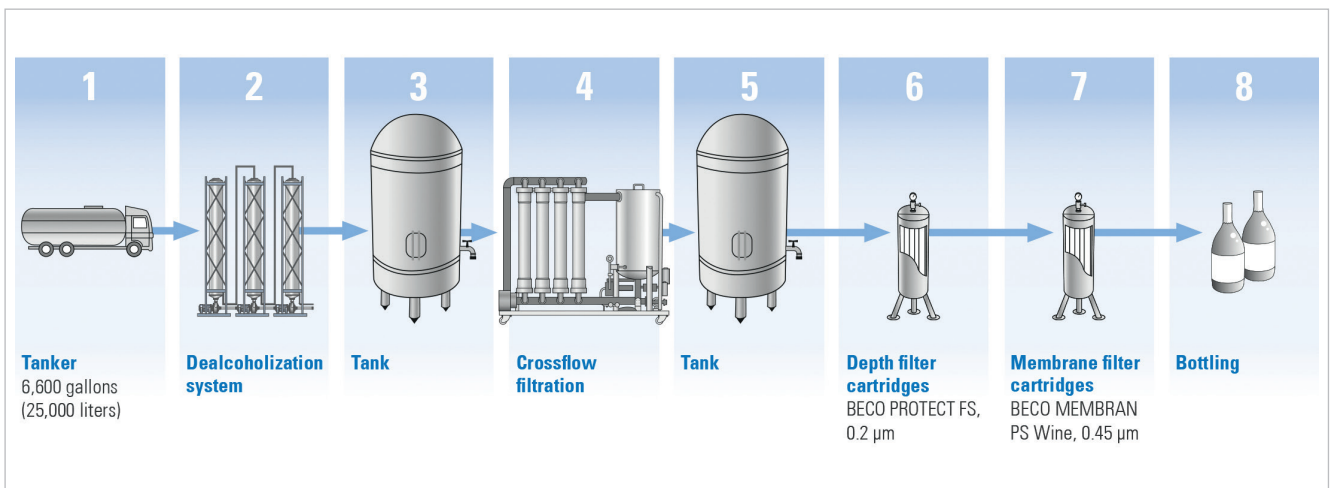 1
2
3
4
5
6
7
8
Tanker
6,600 gallons
(25,000 liters)
Dealcoholization
system
Tank
Crossflow
filtration
Tank
Depth filter
cartridges
BECO PROTECT FS,
0.2 µm
Membrane filter
cartridges
BECO MEMBRAN
PS Wine, 0.45 µm
Bottling